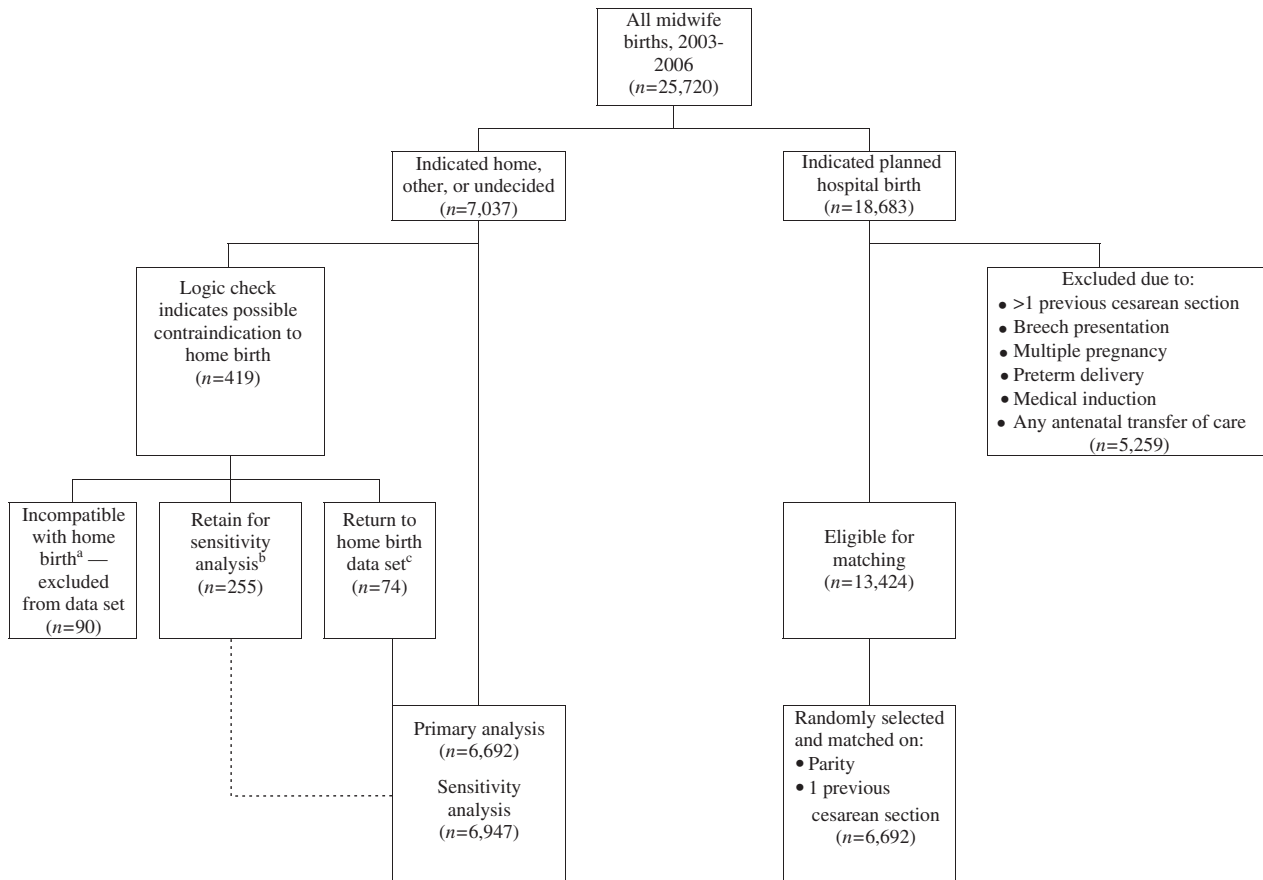 All midwife
births, 2003-
2006
(n=25,720)
Indicated home,
other, or undecided
(n=7,037)
Indicated planned
hospital birth
(n=18,683)
Logic check
indicates possible
contraindication to
home birth
(n=419)
Excluded due to:
• >1 previous cesarean section
• Breech presentation
• Multiple pregnancy
• Preterm delivery
• Medical induction
• Any antenatal transfer of care
(n=5,259)
Incompatible
with home
birthᵃ —
excluded
from data set
(n=90)
Retain for
sensitivity
analysisᵇ
(n=255)
Return to
home birth
data setᶜ
(n=74)
Eligible for
matching
(n=13,424)
Primary analysis
(n=6,692)
Sensitivity
analysis
(n=6,947)
Randomly selected
and matched on:
• Parity
• 1 previous
cesarean section
(n=6,692)